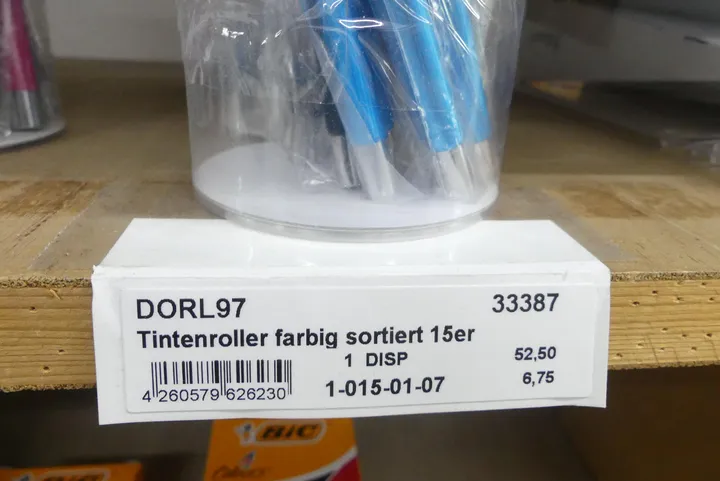 DORL97 33387
Tintenroller farbig sortiert 15er
1 DISP 52,50
4 260579 626230 1-015-01-07 6,75
BIC
BIC